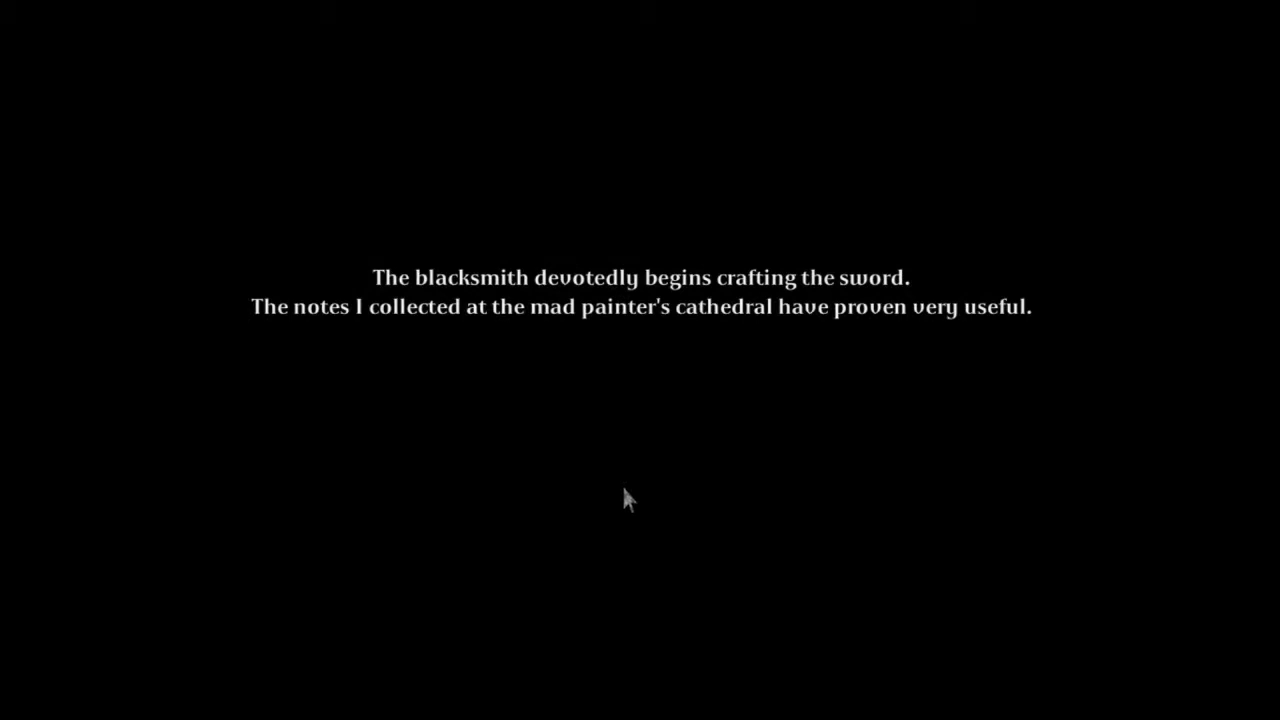 The blacksmith devotedly begins crafting the sword.
The notes I collected at the mad painter's cathedral have proven very useful.